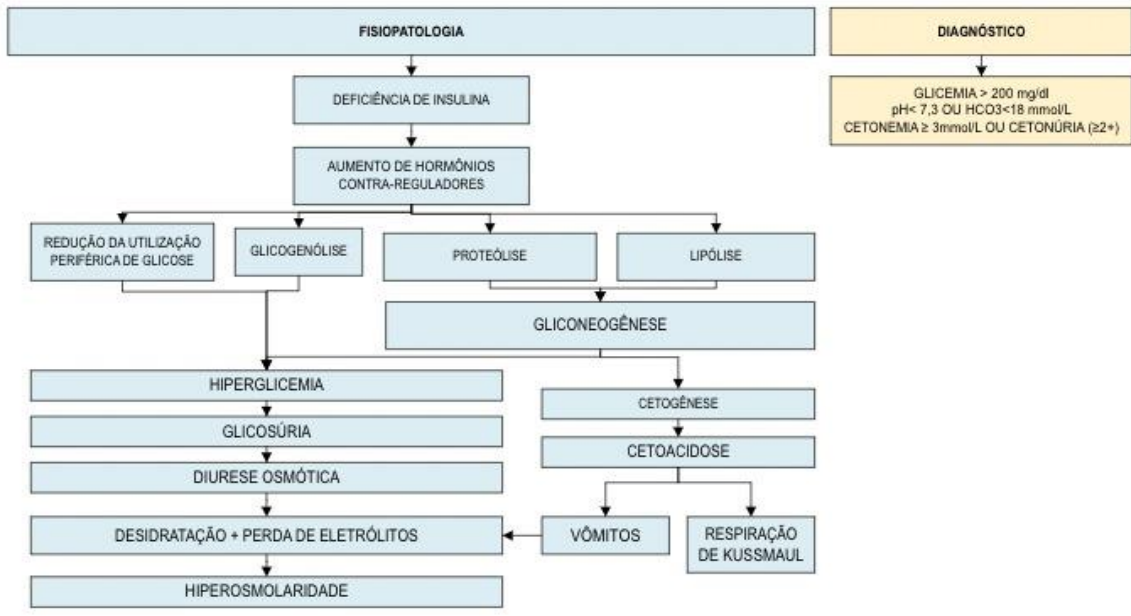 FISIOPATOLOGIA
DIAGNÓSTICO
DEFICIÊNCIA DE INSULINA
GLICEMIA > 200 mg/dl
pH< 7,3 OU HCO3<18 mmol/L
CETONEMIA ≥ 3mmol/L OU CETONÚRIA (≥2+)
AUMENTO DE HORMÔNIOS
CONTRA-REGULADORES
REDUÇÃO DA UTILIZAÇÃO
PERIFÉRICA DE GLICOSE
GLICOGENÓLISE
PROTEÓLISE
LIPÓLISE
GLICONEOGÊNESE
HIPERGLICEMIA
CETOGÊNESE
GLICOSÚRIA
CETOACIDOSE
DIURESE OSMÓTICA
DESIDRATAÇÃO + PERDA DE ELETRÓLITOS
VÔMITOS
RESPIRAÇÃO
DE KUSSMAUL
HIPEROSMOLARIDADE